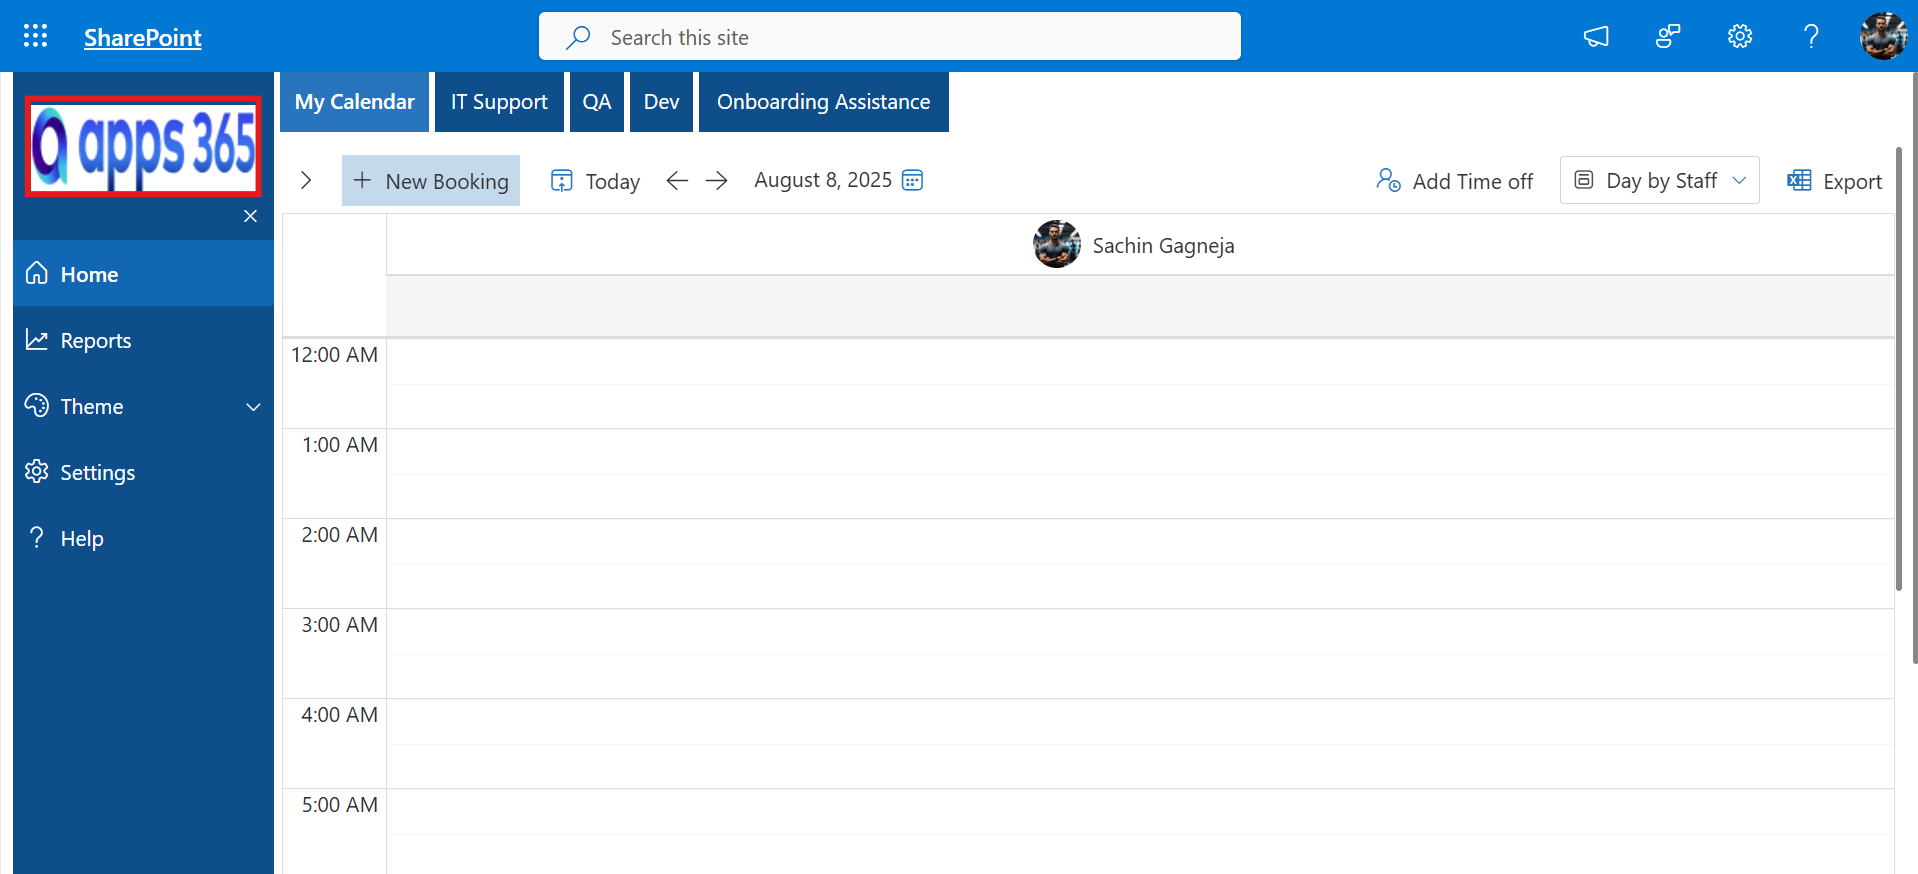 SharePoint
Search this site
apps 365
My Calendar
IT Support
QA
Dev
Onboarding Assistance
New Booking
Today
August 8, 2025
Add Time off
Day by Staff
Export
Home
Reports
Theme
Settings
Help
Sachin Gagneja
12:00 AM
1:00 AM
2:00 AM
3:00 AM
4:00 AM
5:00 AM